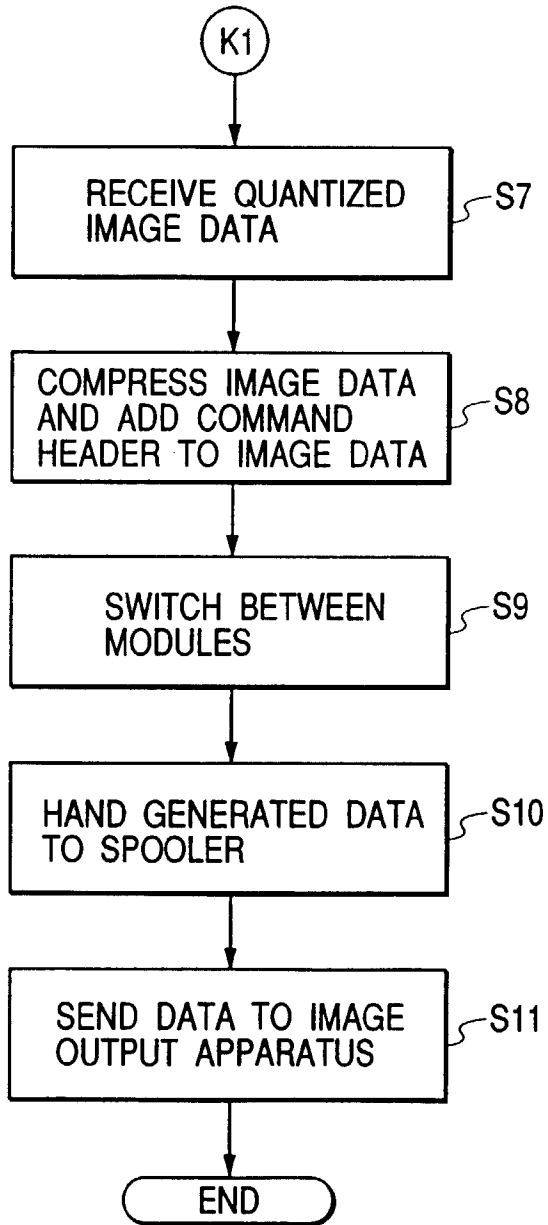 K1
RECEIVE QUANTIZED
IMAGE DATA
S7
COMPRESS IMAGE DATA
AND ADD COMMAND
HEADER TO IMAGE DATA
S8
SWITCH BETWEEN
MODULES
S9
HAND GENERATED DATA
TO SPOOLER
S10
SEND DATA TO IMAGE
OUTPUT APPARATUS
S11
END